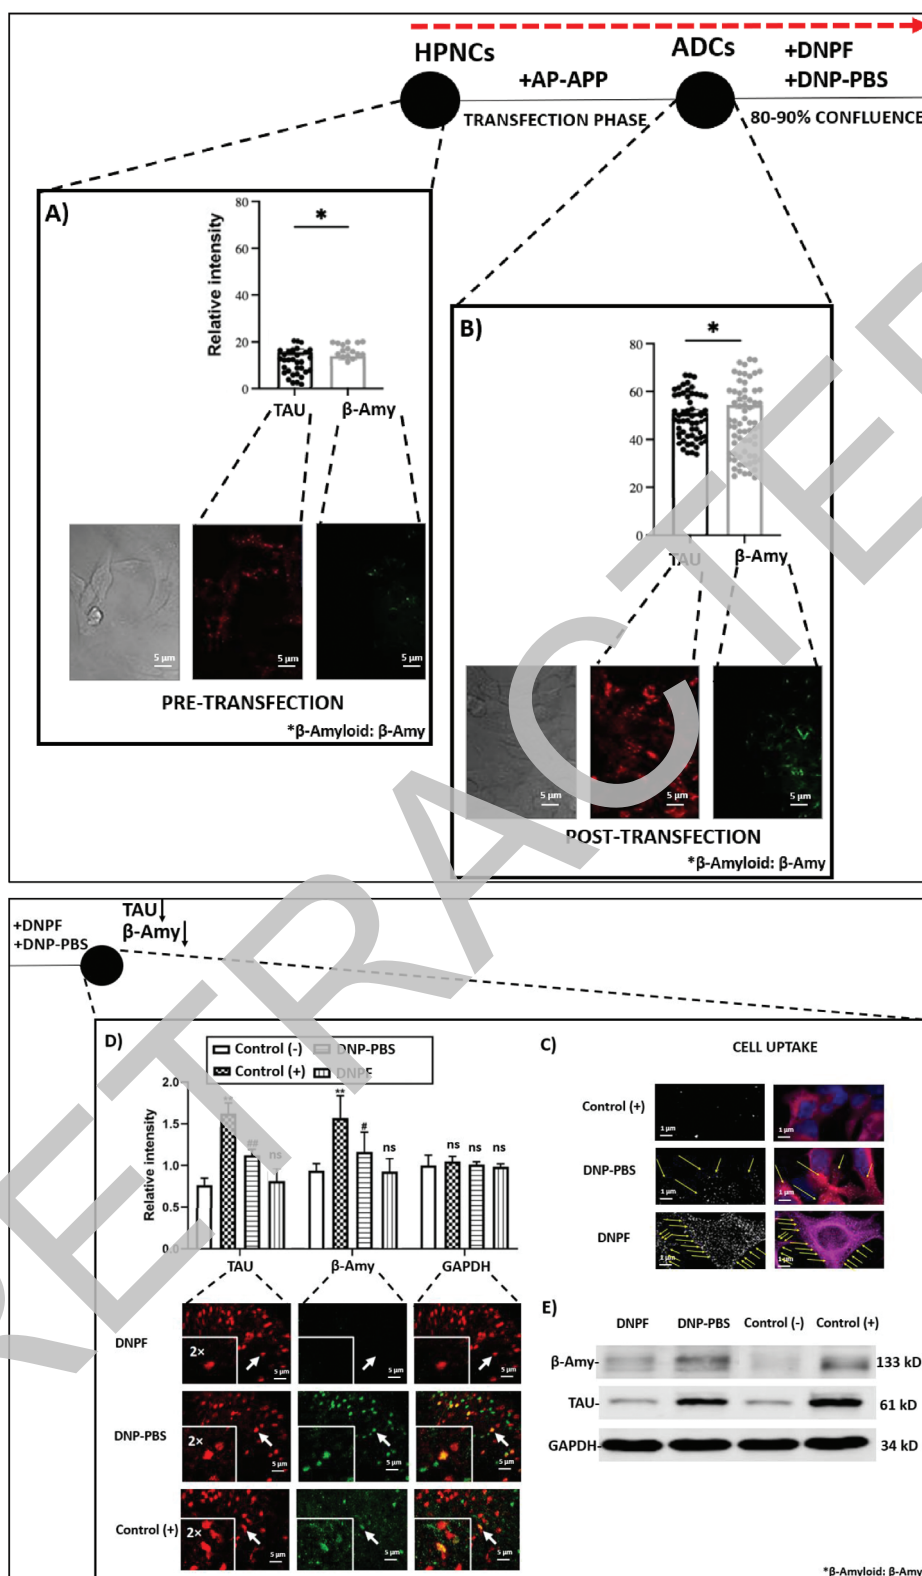 HPNCs
+AP-APP
TRANSFECTION PHASE
ADCs
+DNPF
+DNP-PBS
80-90% CONFLUENCE
A)
Relative intensity
80
60
40
20
0
*
TAU
β-Amy
5 μm
5 μm
5 μm
PRE-TRANSFECTION
*β-Amyloid: β-Amy
B)
80
60
40
20
0
*
TAU
β-Amy
5 μm
5 μm
5 μm
POST-TRANSFECTION
*β-Amyloid: β-Amy
RETRACTED
+DNPF
+DNP-PBS
TAU↓
β-Amy↓
D)
Control (-)
DNP-PBS
Control (+)
DNPF
Relative intensity
2.0
1.5
1.0
0.5
0.0
**
##
ns
**
#
ns
ns
ns
ns
TAU
β-Amy
GAPDH
DNPF
2×
5 μm
5 μm
5 μm
DNP-PBS
2×
5 μm
5 μm
5 μm
Control (+)
2×
5 μm
5 μm
5 μm
C)
CELL UPTAKE
Control (+)
1 μm
1 μm
DNP-PBS
1 μm
1 μm
DNPF
1 μm
1 μm
E)
DNPF DNP-PBS Control (-) Control (+)
β-Amy- 133 kD
TAU- 61 kD
GAPDH- 34 kD
*β-Amyloid: β-Amy